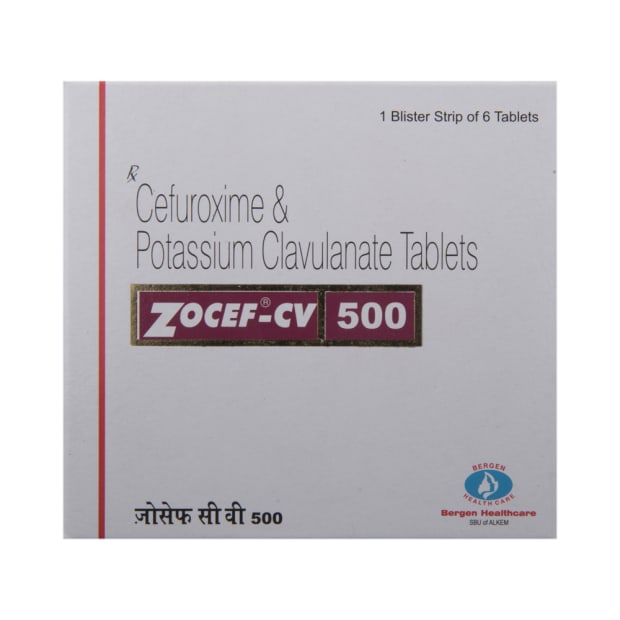 1 Blister Strip of 6 Tablets
℞
Cefuroxime &
Potassium Clavulanate Tablets
ZOCEF®-CV 500
ज़ोसेफ सी वी 500
BERGEN
HEALTH CARE
Bergen Healthcare
SBU of ALKEM